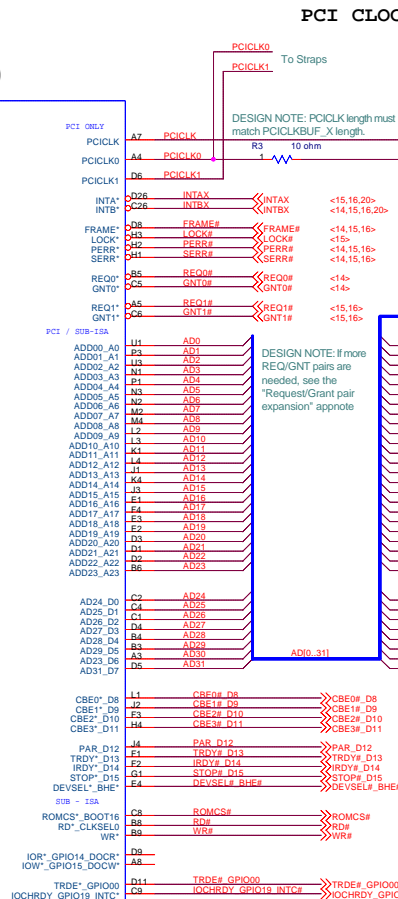 PCI CLOC
PCICLK0
To Straps
PCICLK1
DESIGN NOTE: PCICLK length must
match PCICLKBUF_X length.
PCI ONLY
PCICLK A7 PCICLK
R3 10 ohm
PCICLK0 A4 PCICLK0 1
PCICLK1 D6 PCICLK1
INTA* D26 INTAX INTAX <15,16,20>
INTB* C26 INTBX INTBX <14,15,16,20>
FRAME* D8 FRAME# FRAME# <14,15,16>
LOCK* H3 LOCK# LOCK# <15>
PERR* H2 PERR# PERR# <14,15,16>
SERR* H1 SERR# SERR# <14,15,16>
REQ0* B5 REQ0# REQ0# <14>
GNT0* C5 GNT0# GNT0# <14>
REQ1* A5 REQ1# REQ1# <15,16>
GNT1* C6 GNT1# GNT1# <15,16>
PCI / SUB-ISA
DESIGN NOTE: If more
REQ/GNT pairs are
needed, see the
"Request/Grant pair
expansion" appnote
ADD00_A0 U1 AD0
ADD01_A1 P3 AD1
ADD02_A2 U3 AD2
ADD03_A3 N1 AD3
ADD04_A4 P1 AD4
ADD05_A5 N3 AD5
ADD06_A6 N2 AD6
ADD07_A7 M2 AD7
ADD08_A8 M4 AD8
ADD09_A9 L2 AD9
ADD10_A10 L3 AD10
ADD11_A11 K1 AD11
ADD12_A12 L4 AD12
ADD13_A13 J1 AD13
ADD14_A14 K4 AD14
ADD15_A15 J3 AD15
ADD16_A16 E1 AD16
ADD17_A17 F4 AD17
ADD18_A18 E3 AD18
ADD19_A19 E2 AD19
ADD20_A20 D3 AD20
ADD21_A21 D1 AD21
ADD22_A22 D2 AD22
ADD23_A23 B6 AD23
AD24_D0 C2 AD24
AD25_D1 C4 AD25
AD26_D2 C1 AD26
AD27_D3 D4 AD27
AD28_D4 B4 AD28
AD29_D5 B3 AD29
AD23_D6 A3 AD30
AD31_D7 D5 AD31
AD[0..31]
CBE0*_D8 L1 CBE0#_D8 CBE0#_D8
CBE1*_D9 J2 CBE1#_D9 CBE1#_D9
CBE2*_D10 F3 CBE2#_D10 CBE2#_D10
CBE3*_D11 H4 CBE3#_D11 CBE3#_D11
PAR_D12 J4 PAR_D12 PAR_D12
TRDY*_D13 F1 TRDY#_D13 TRDY#_D13
IRDY*_D14 F2 IRDY#_D14 IRDY#_D14
STOP*_D15 G1 STOP#_D15 STOP#_D15
DEVSEL*_BHE* E4 DEVSEL#_BHE# DEVSEL#_BHE#
SUB - ISA
ROMCS*_BOOT16 C8 ROMCS# ROMCS#
RD*_CLKSEL0 B8 RD# RD#
WR* B9 WR# WR#
IOR*_GPIO14_DOCR* D9
IOW*_GPIO15_DOCW* A8
TRDE*_GPIO00 D11 TRDE#_GPIO00 TRDE#_GPIO00
IOCHRDY_GPIO19_INTC* C9 IOCHRDY_GPIO19_INTC# IOCHRDY_GPIO